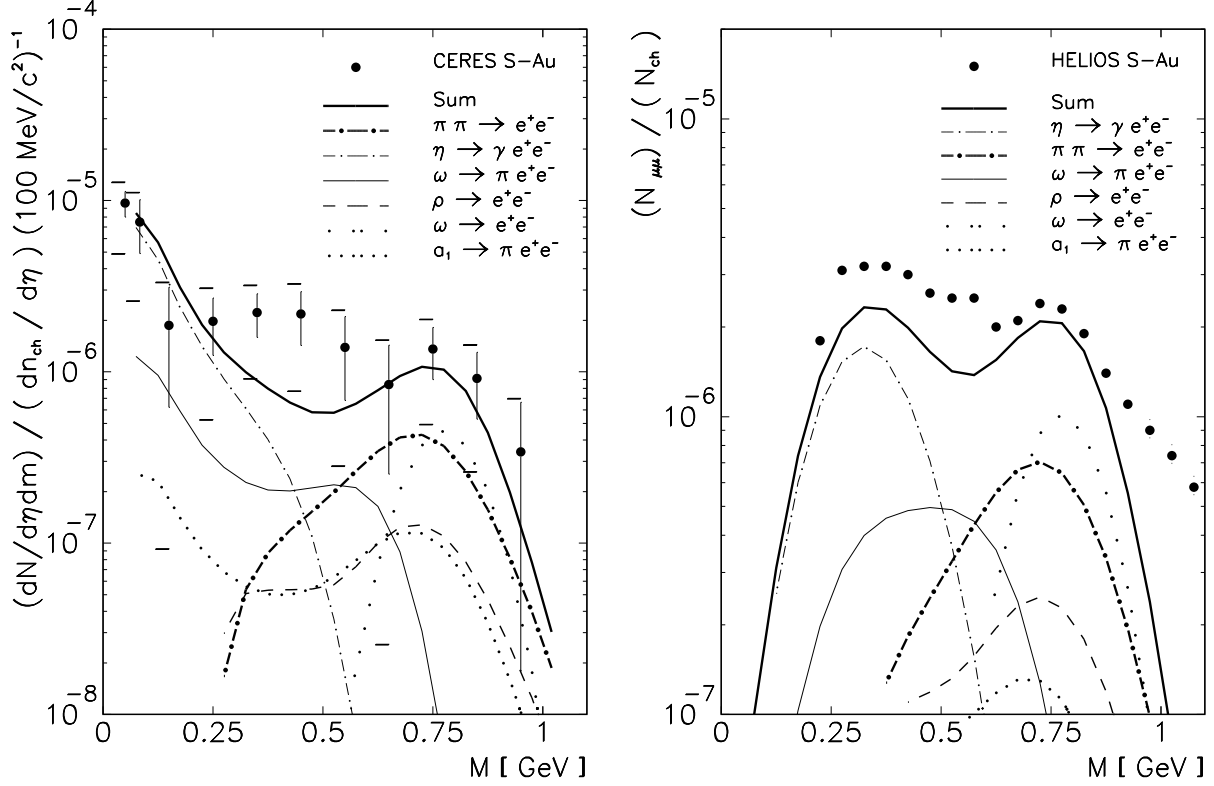 (dN/dηdm) / ( dn_ch / dη ) (100 MeV/c²)⁻¹
10⁻⁴
10⁻⁵
10⁻⁶
10⁻⁷
10⁻⁸
CERES S-Au
Sum
π π → e⁺e⁻
η → γ e⁺e⁻
ω → π e⁺e⁻
ρ → e⁺e⁻
ω → e⁺e⁻
a₁ → π e⁺e⁻
0 0.25 0.5 0.75 1
M [ GeV ]
(N_μμ) / ( N_ch )
10⁻⁵
10⁻⁶
10⁻⁷
HELIOS S-Au
Sum
η → γ e⁺e⁻
π π → e⁺e⁻
ω → π e⁺e⁻
ρ → e⁺e⁻
ω → e⁺e⁻
a₁ → π e⁺e⁻
0 0.25 0.5 0.75 1
M [ GeV ]